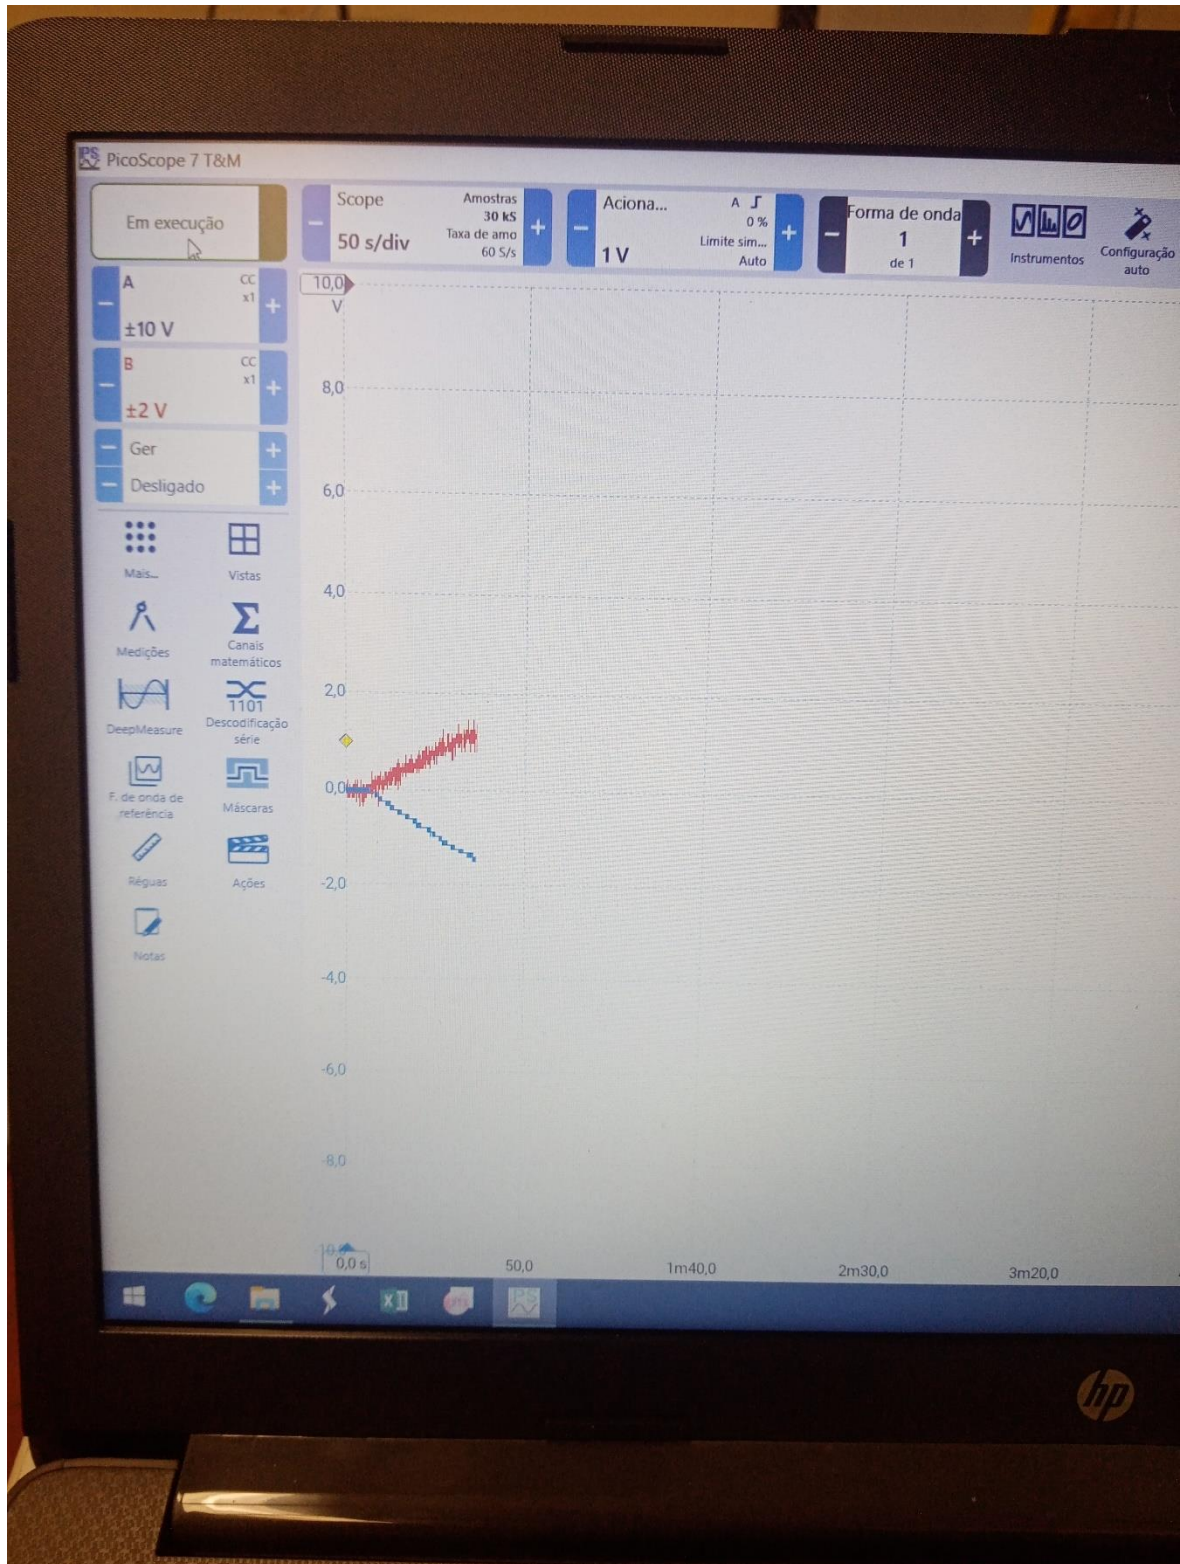 PicoScope 7 T&M
Em execução
Scope
50 s/div
Amostras
30 kS
Taxa de amo
60 S/s
Aciona...
1 V
A
0 %
Limite sim...
Auto
Forma de onda
1
de 1
Instrumentos
Configuração
auto
A
CC
x1
±10 V
B
CC
x1
±2 V
Ger
Desligado
Mais...
Vistas
Medições
Canais
matemáticos
DeepMeasure
1101
Descodificação
série
F. de onda de
referência
Máscaras
Réguas
Ações
Notas
10,0
V
8,0
6,0
4,0
2,0
0,0
-2,0
-4,0
-6,0
-8,0
-10,0
0,0 s
50,0
1m40,0
2m30,0
3m20,0
PS
hp